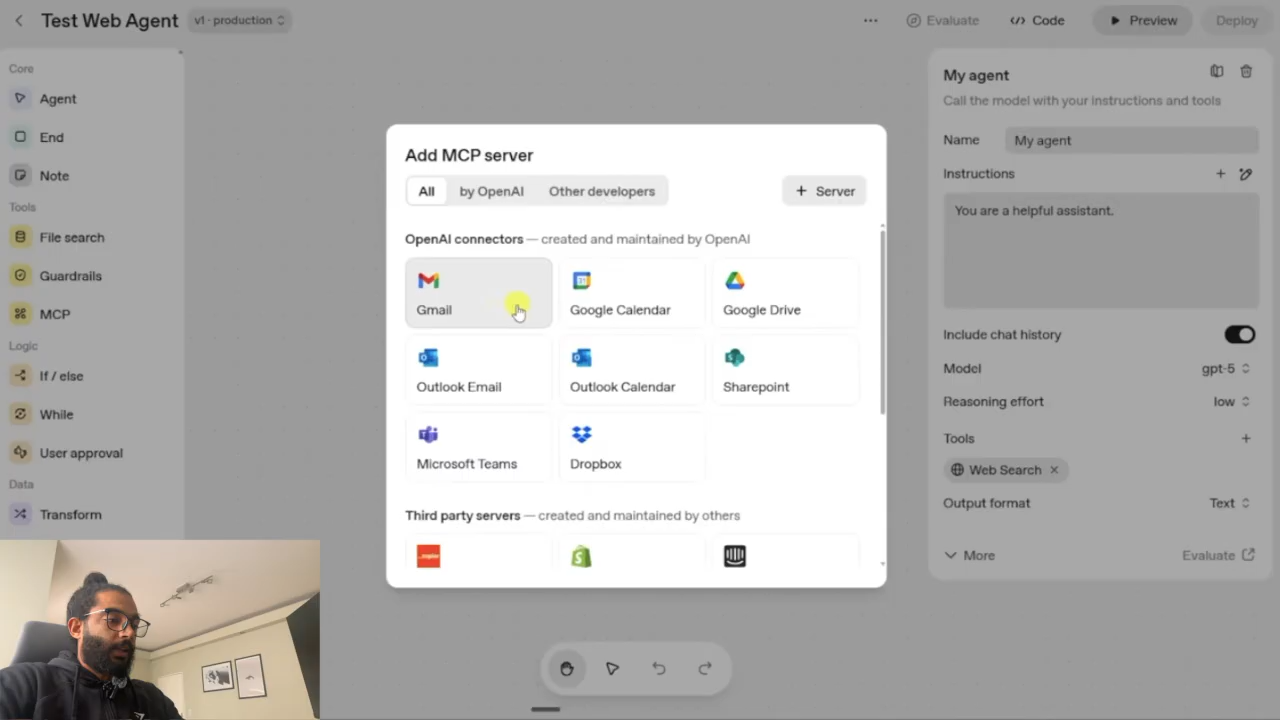 Test Web Agent
v1 · production
Evaluate
Code
Preview
Deploy
Core
Agent
End
Note
Tools
File search
Guardrails
MCP
Logic
If / else
While
User approval
Data
Transform
Add MCP server
All
by OpenAI
Other developers
+ Server
OpenAI connectors — created and maintained by OpenAI
Gmail
Google Calendar
Google Drive
Outlook Email
Outlook Calendar
Sharepoint
Microsoft Teams
Dropbox
Third party servers — created and maintained by others
My agent
Call the model with your instructions and tools
Name
My agent
Instructions
You are a helpful assistant.
Include chat history
Model
gpt-5
Reasoning effort
low
Tools
Web Search
Output format
Text
More
Evaluate